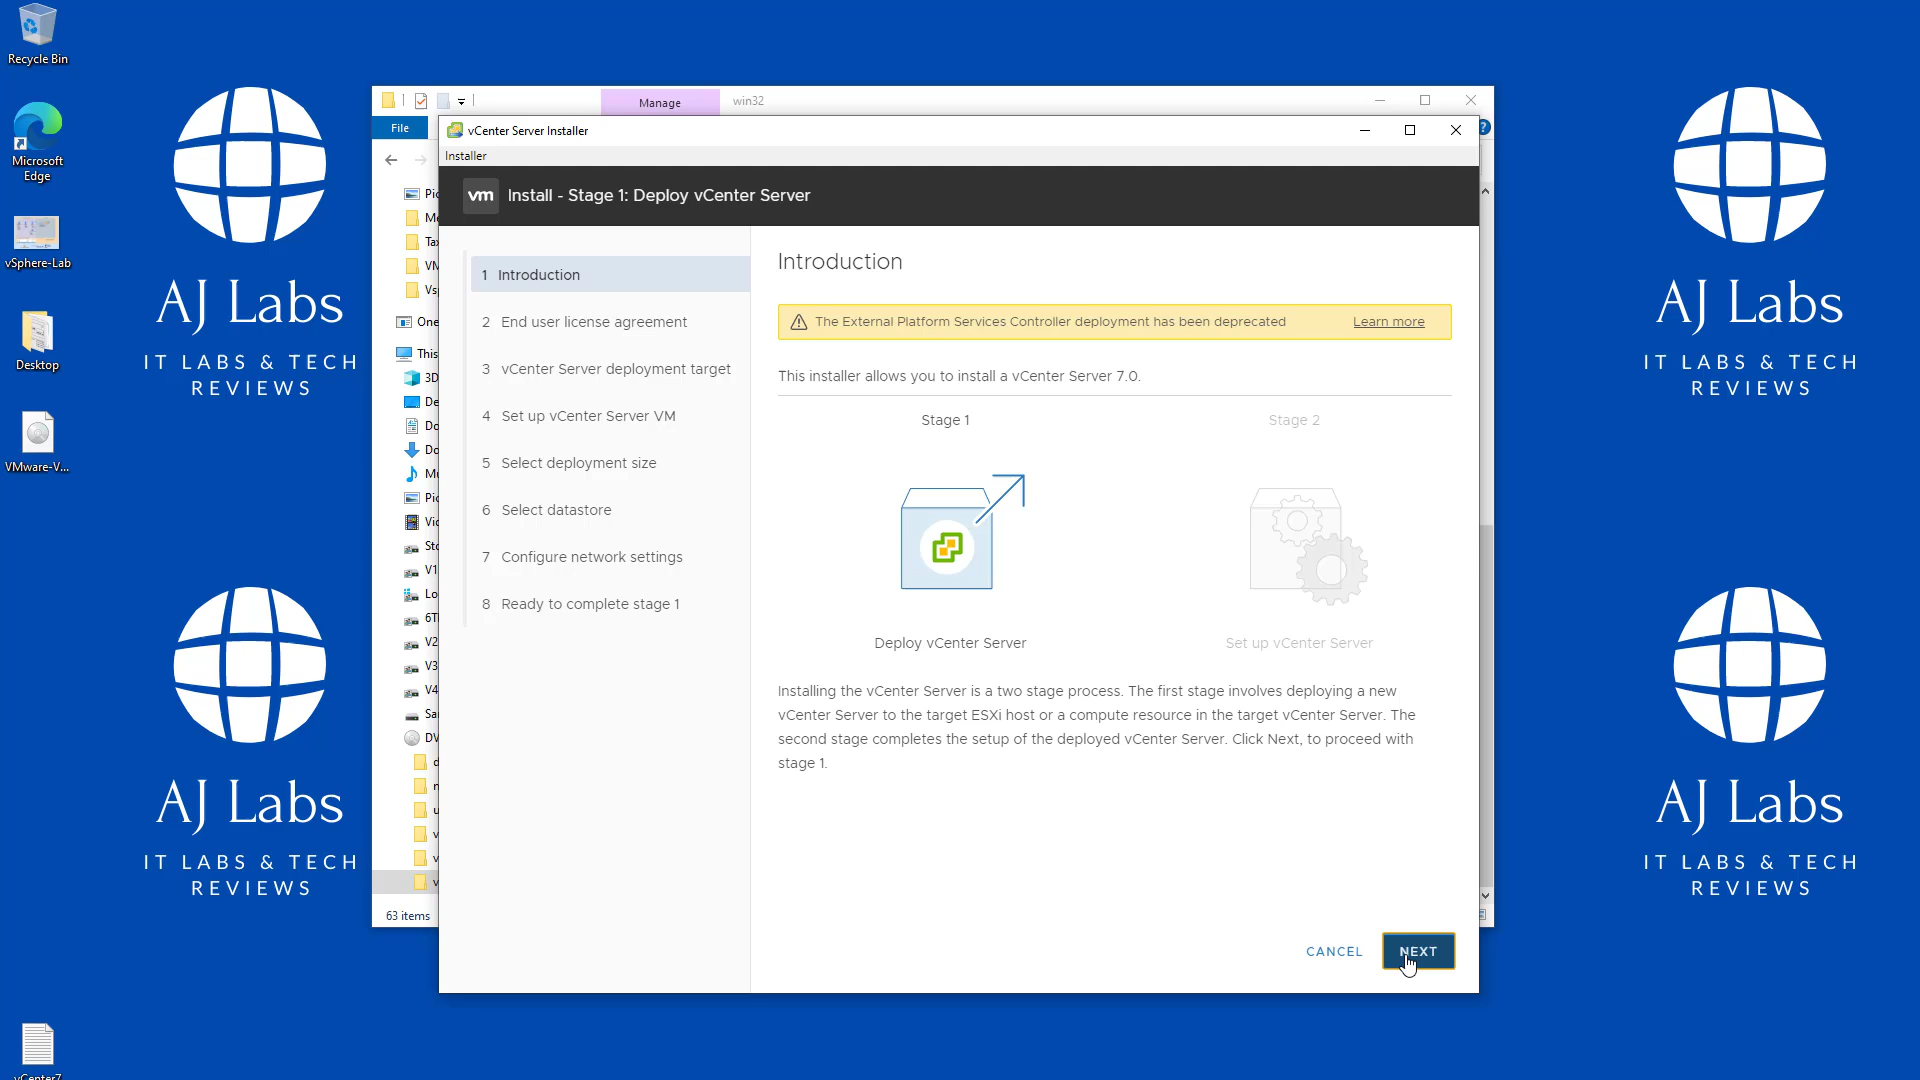 Recycle Bin
Microsoft
Edge
vSphere-Lab
Desktop
VMware-V...
vCenter7
AJ Labs
IT LABS & TECH
REVIEWS
AJ Labs
IT LABS & TECH
REVIEWS
Manage
win32
File
63 items
vCenter Server Installer
Installer
vm Install - Stage 1: Deploy vCenter Server
1 Introduction
2 End user license agreement
3 vCenter Server deployment target
4 Set up vCenter Server VM
5 Select deployment size
6 Select datastore
7 Configure network settings
8 Ready to complete stage 1
Introduction
The External Platform Services Controller deployment has been deprecated Learn more
This installer allows you to install a vCenter Server 7.0.
Stage 1
Stage 2
Deploy vCenter Server
Set up vCenter Server
Installing the vCenter Server is a two stage process. The first stage involves deploying a new
vCenter Server to the target ESXi host or a compute resource in the target vCenter Server. The
second stage completes the setup of the deployed vCenter Server. Click Next, to proceed with
stage 1.
CANCEL
NEXT
AJ Labs
IT LABS & TECH
REVIEWS
AJ Labs
IT LABS & TECH
REVIEWS